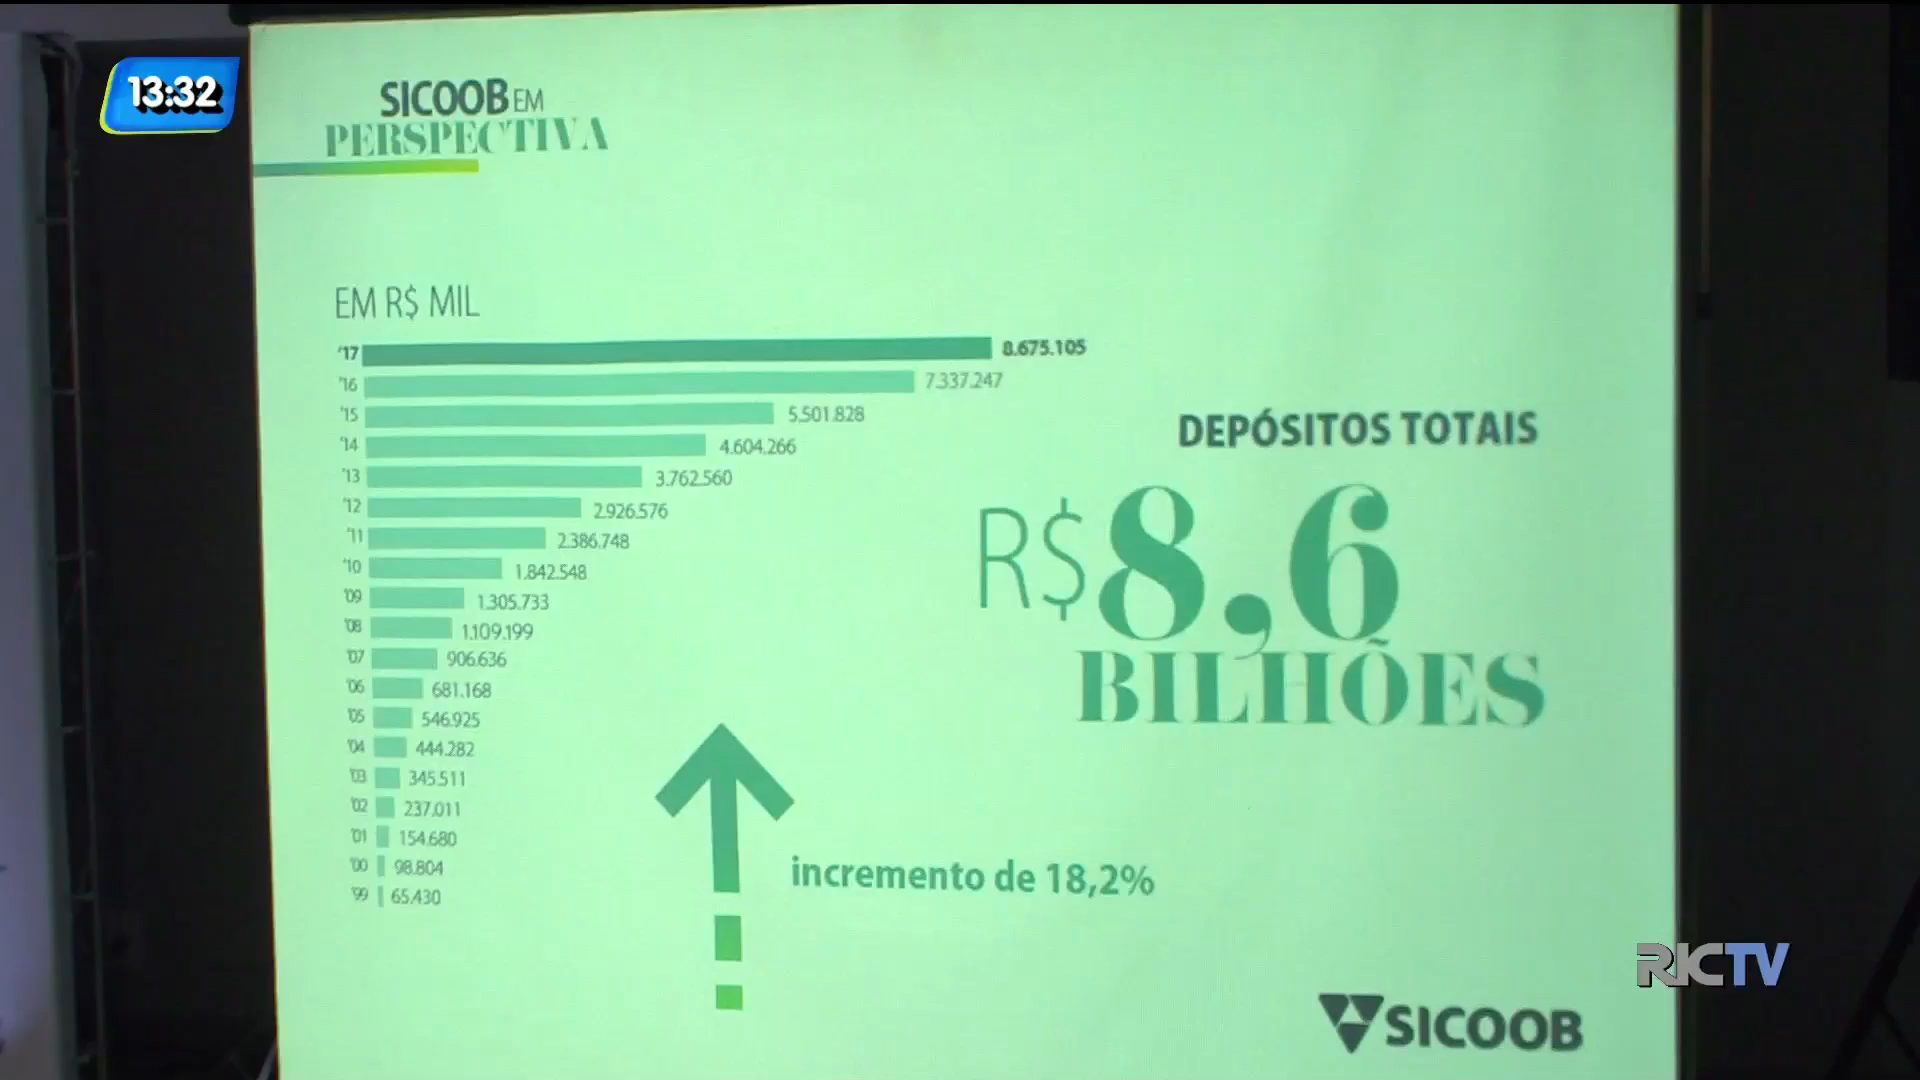 13:32
SICOOB EM
PERSPECTIVA
EM R$ MIL
'17 8.675.105
'16 7.337.247
'15 5.501.828
'14 4.604.266
'13 3.762.560
'12 2.926.576
'11 2.386.748
'10 1.842.548
'09 1.305.733
'08 1.109.199
'07 906.636
'06 681.168
'05 546.925
'04 444.282
'03 345.511
'02 237.011
'01 154.680
'00 98.804
'99 65.430
DEPÓSITOS TOTAIS
R$ 8,6
BILHÕES
incremento de 18,2%
RICTV
SICOOB